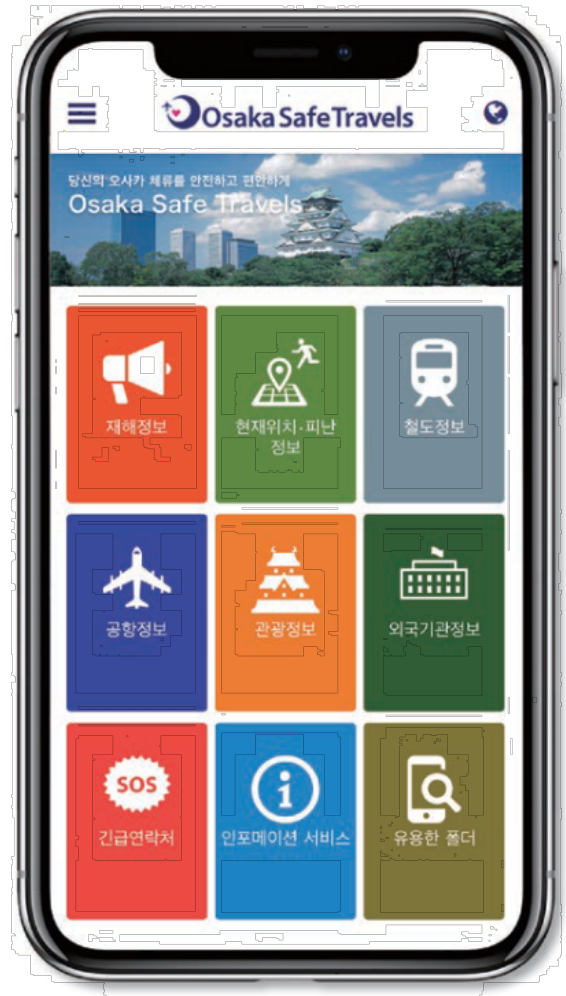 Osaka Safe Travels
당신의 오사카 체류를 안전하고 편안하게
Osaka Safe Travels
재해정보
현재위치·피난
정보
철도정보
공항정보
관광정보
외국기관정보
SOS
긴급연락처
인포메이션 서비스
유용한 폴더